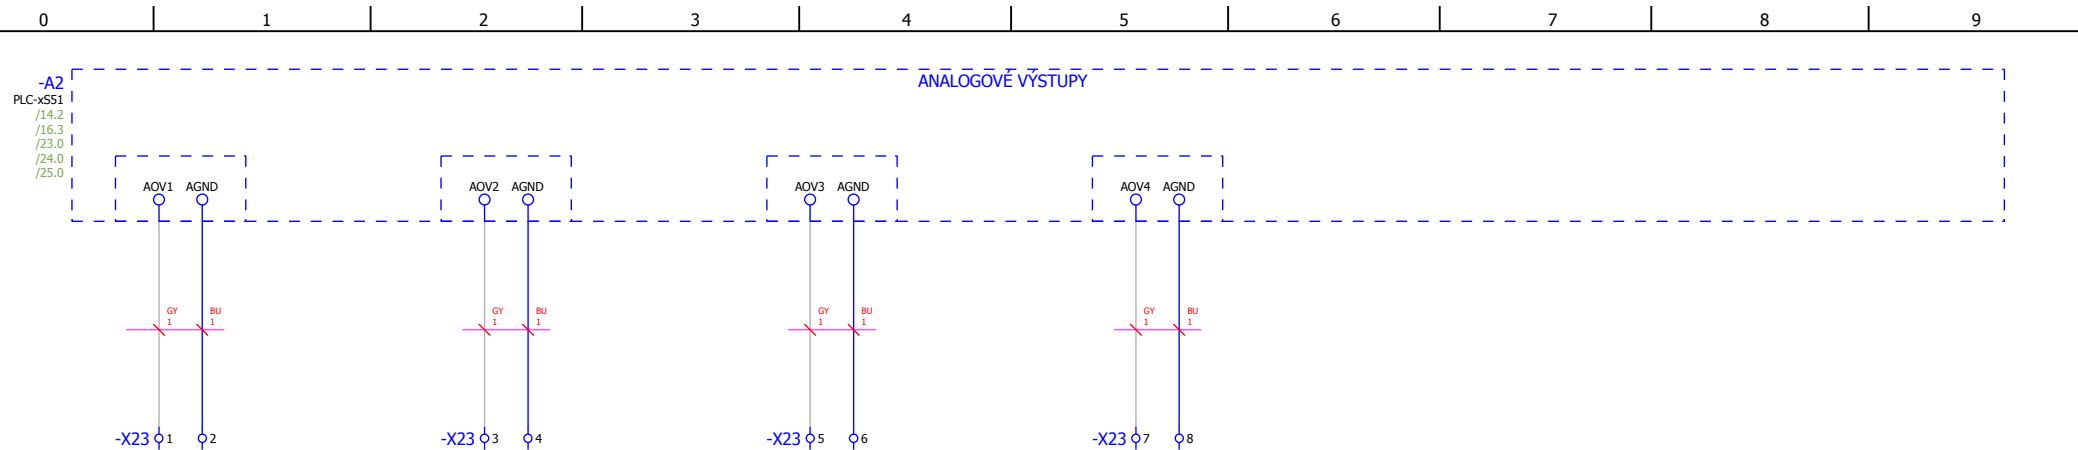 0 1 2 3 4 5 6 7 8 9
-A2
ANALOGOVÉ VÝSTUPY
PLC-xS51
/14.2
/16.3
/23.0
/24.0
/25.0
AOV1 AGND AOV2 AGND AOV3 AGND AOV4 AGND
GY BU GY BU GY BU GY BU
1 1 1 1 1 1 1 1
-X23 1 2 -X23 3 4 -X23 5 6 -X23 7 8